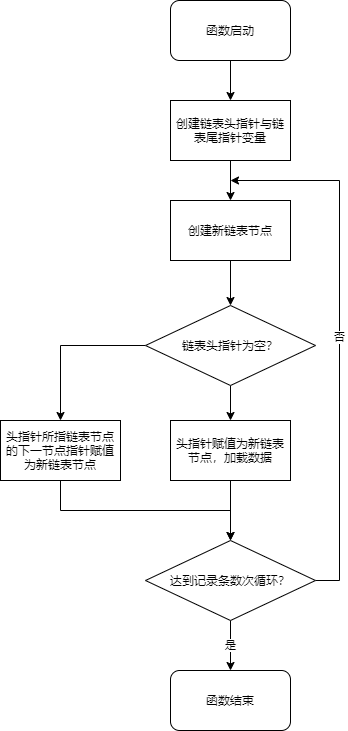 函数启动
创建链表头指针与链
表尾指针变量
创建新链表节点
否
链表头指针为空?
头指针所指链表节点
的下一节点指针赋值
为新链表节点
头指针赋值为新链表
节点，加载数据
达到记录条数次循环?
是
函数结束